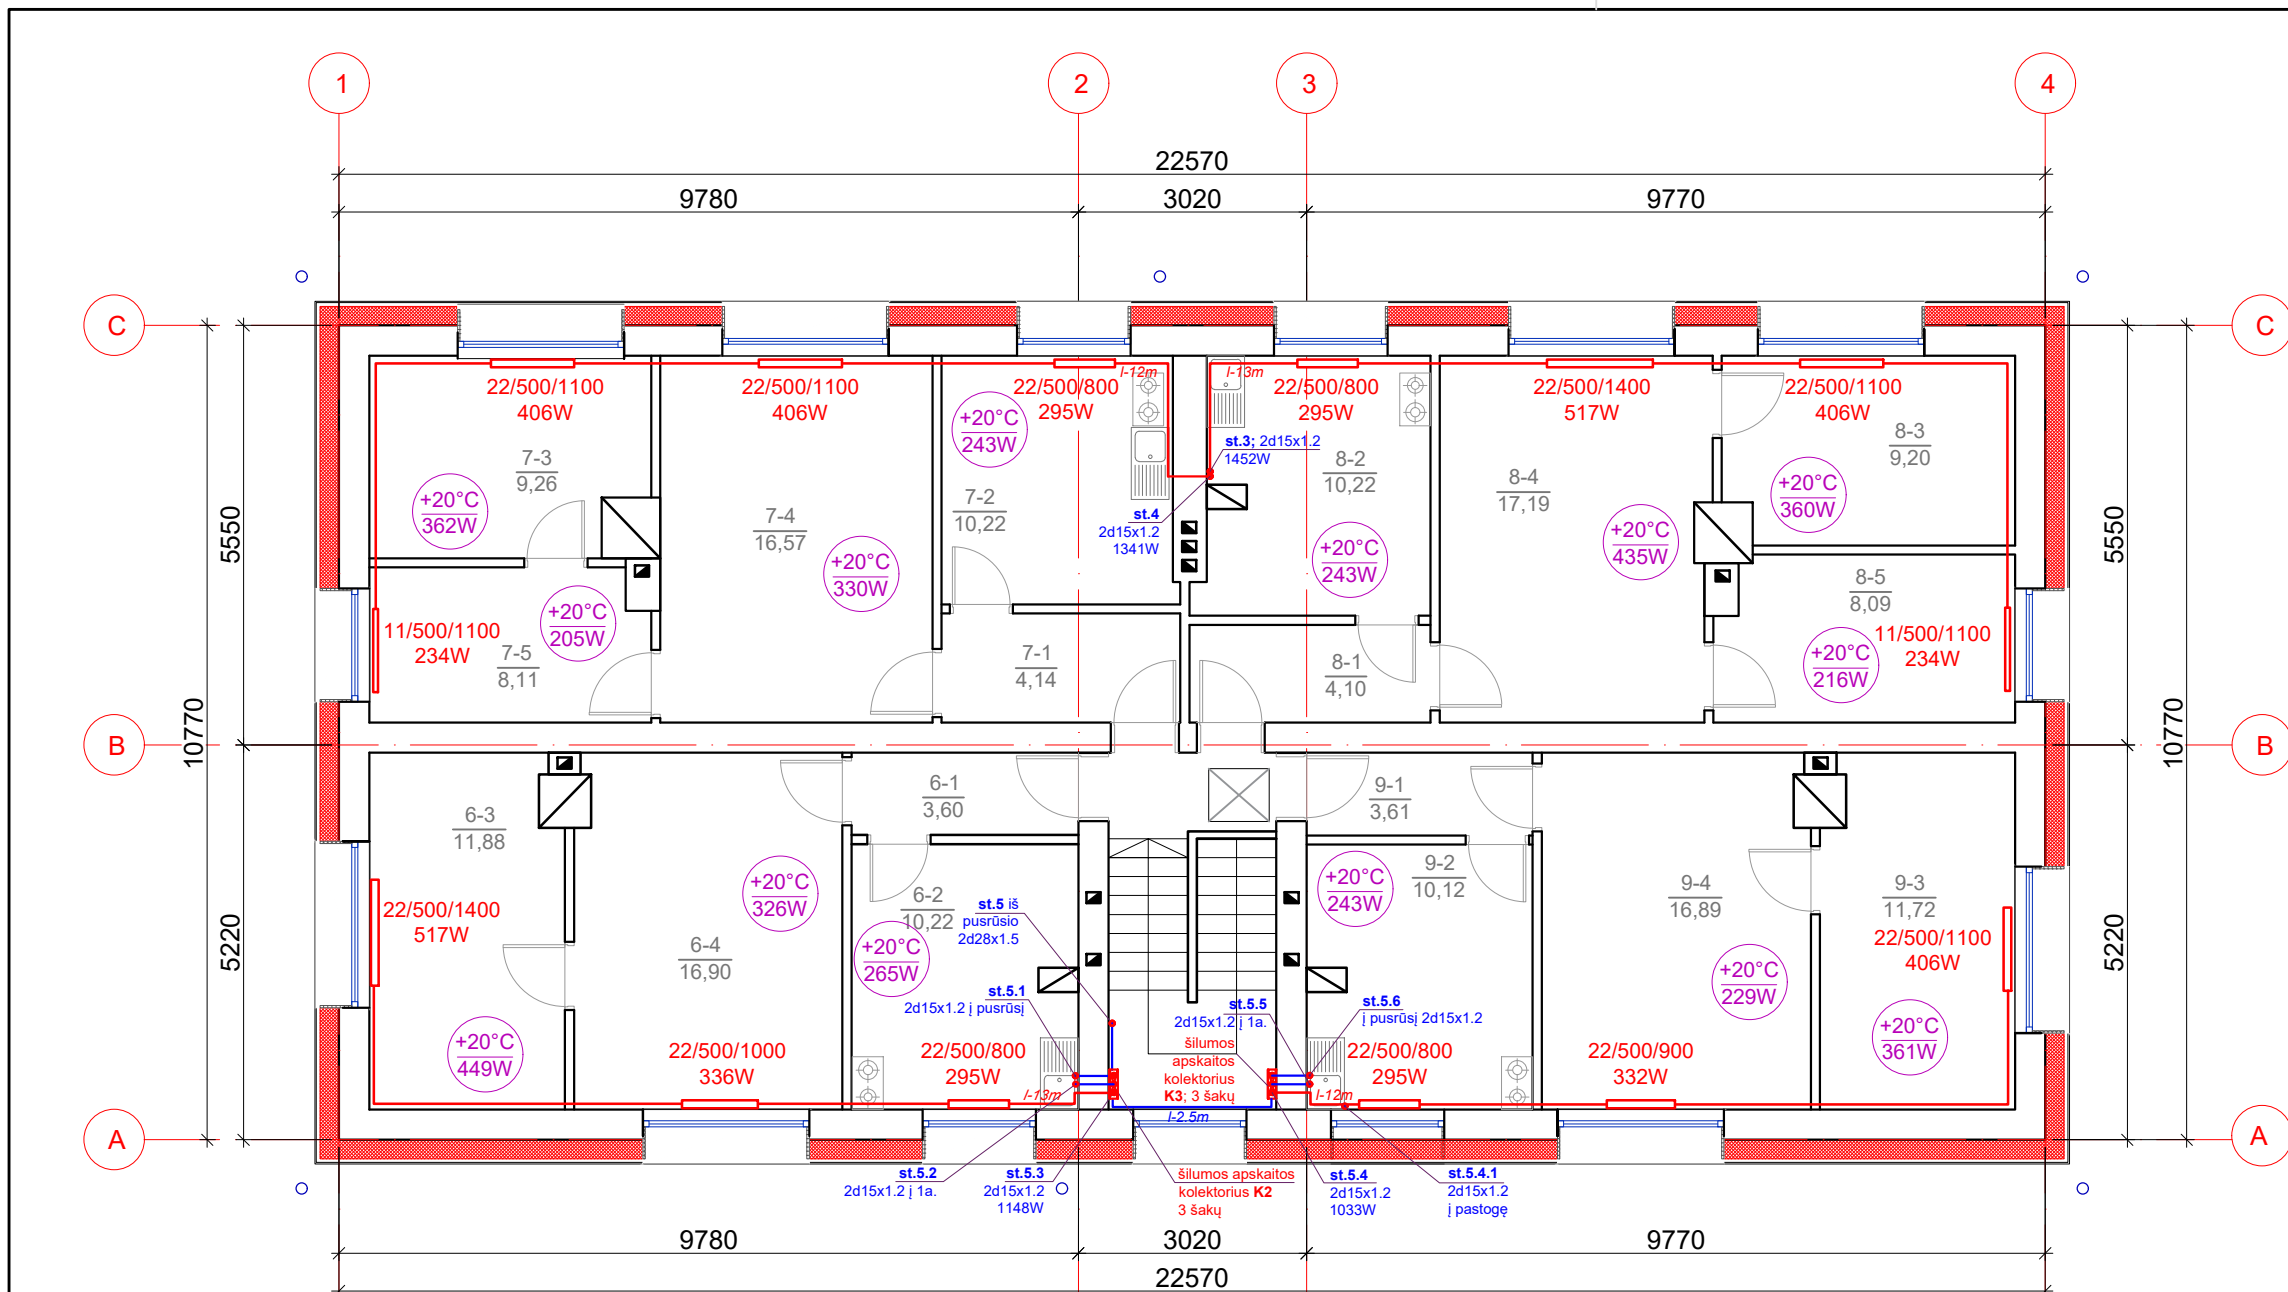 1
2
3
4
22570
9780
3020
9770
C
C
22/500/1100
406W
22/500/1100
406W
22/500/800
295W
l-12m
l-13m
22/500/800
295W
22/500/1400
517W
22/500/1100
406W
+20°C
243W
st.3; 2d15x1.2
1452W
7-3
9,26
+20°C
362W
7-4
16,57
7-2
10,22
st.4
2d15x1.2
1341W
8-2
10,22
8-4
17,19
8-3
9,20
+20°C
360W
+20°C
330W
+20°C
243W
+20°C
435W
5550
5550
11/500/1100
234W
+20°C
205W
7-5
8,11
7-1
4,14
8-1
4,10
8-5
8,09
+20°C
216W
11/500/1100
234W
10770
10770
B
B
6-3
11,88
6-1
3,60
9-1
3,61
22/500/1400
517W
+20°C
326W
6-2
10,22
+20°C
265W
6-4
16,90
st.5 iš
pusrūsio
2d28x1.5
+20°C
243W
9-2
10,12
9-4
16,89
9-3
11,72
22/500/1100
406W
5220
5220
st.5.1
2d15x1.2 į pusrūsį
st.5.5
2d15x1.2 į 1a.
st.5.6
į pusrūsį 2d15x1.2
+20°C
229W
+20°C
449W
+20°C
361W
22/500/1000
336W
22/500/800
295W
l-13m
šilumos
apskaitos
kolektorius
K3; 3 šakų
l-2.5m
22/500/800
295W
l-12m
22/500/900
332W
A
A
st.5.2
2d15x1.2 į 1a.
st.5.3
2d15x1.2
1148W
šilumos apskaitos
kolektorius K2
3 šakų
st.5.4
2d15x1.2
1033W
st.5.4.1
2d15x1.2
į pastogę
9780
3020
9770
22570